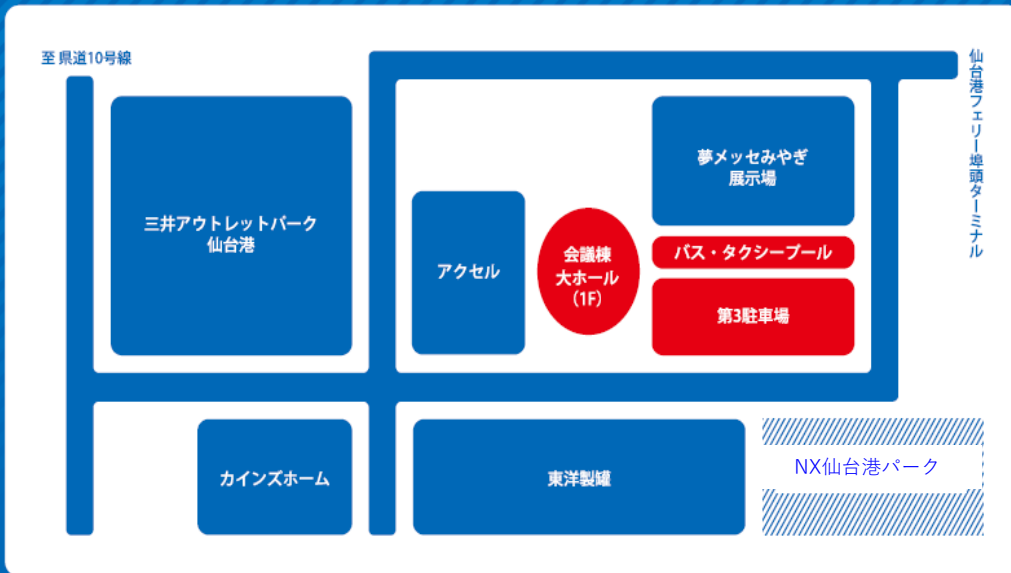 至 県道10号線
仙台港フェリー埠頭ターミナル
三井アウトレットパーク
仙台港
アクセル
会議棟
大ホール
（1F）
夢メッセみやぎ
展示場
バス・タクシープール
第3駐車場
カインズホーム
東洋製罐
NX仙台港パーク